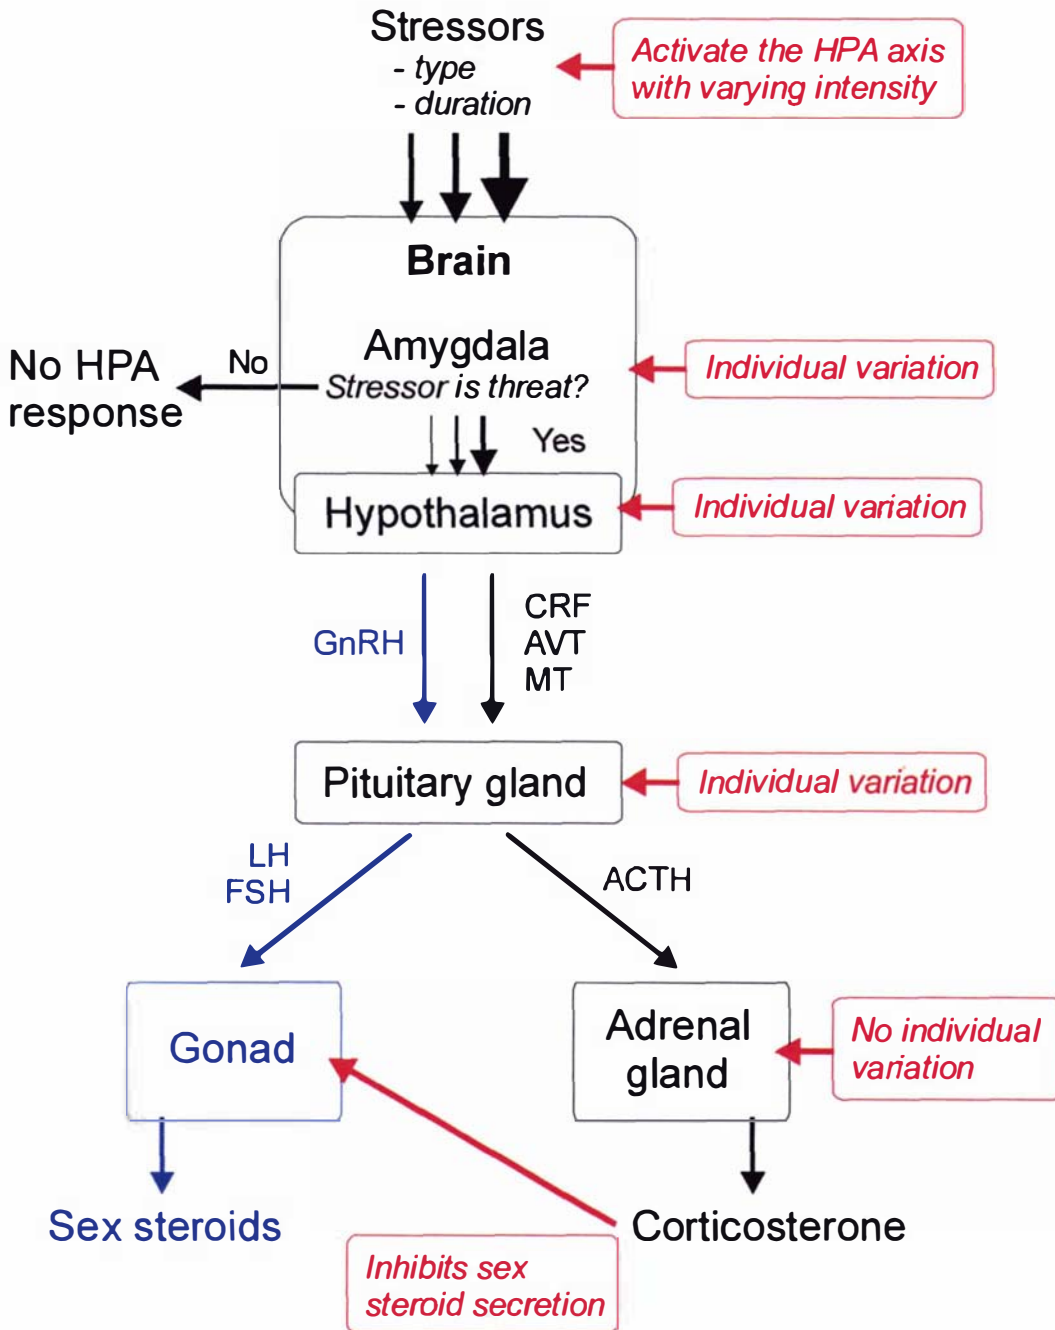 Stressors
- type
- duration
Activate the HPA axis
with varying intensity
Brain
Amygdala
Stressor is threat?
No
No HPA
response
Individual variation
Yes
Hypothalamus
Individual variation
GnRH
CRF
AVT
MT
Pituitary gland
Individual variation
LH
FSH
ACTH
Gonad
Adrenal
gland
No individual
variation
Sex steroids
Corticosterone
Inhibits sex
steroid secretion